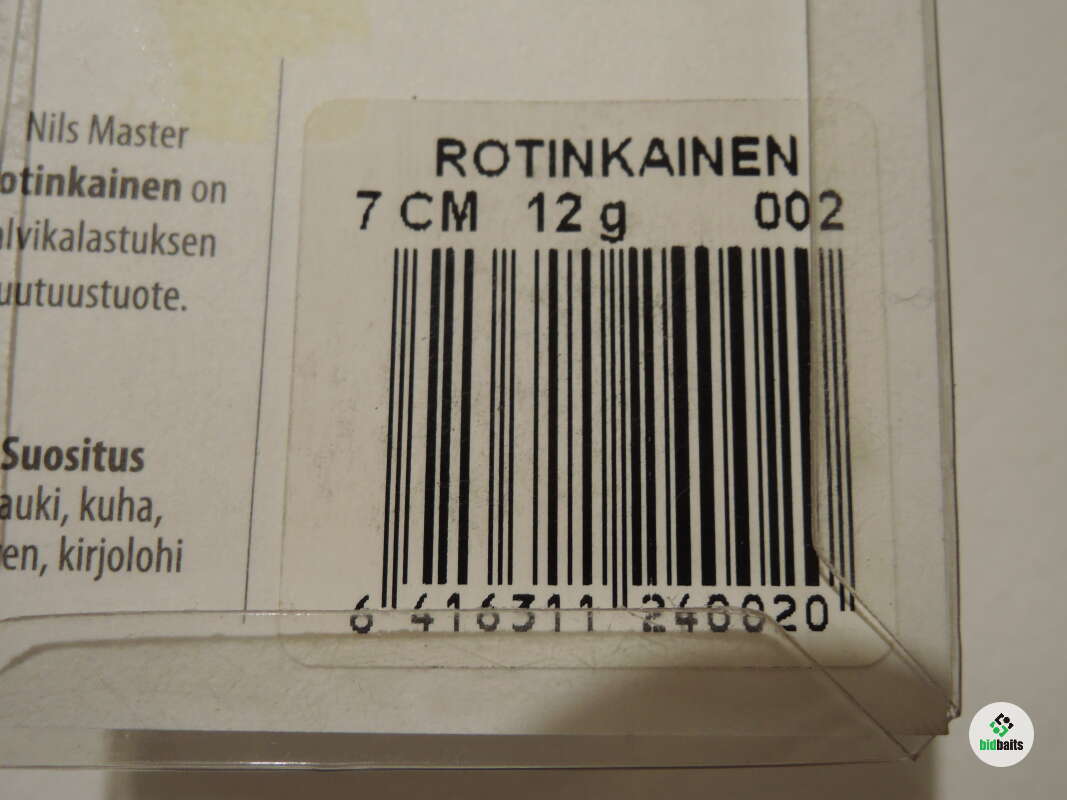 Nils Master
otinkainen on
alvikalastuksen
uutuustuote.
Suositus
auki, kuha,
en, kirjolohi
ROTINKAINEN
7 CM 12 g 002
6 416311 240020
bidbaits